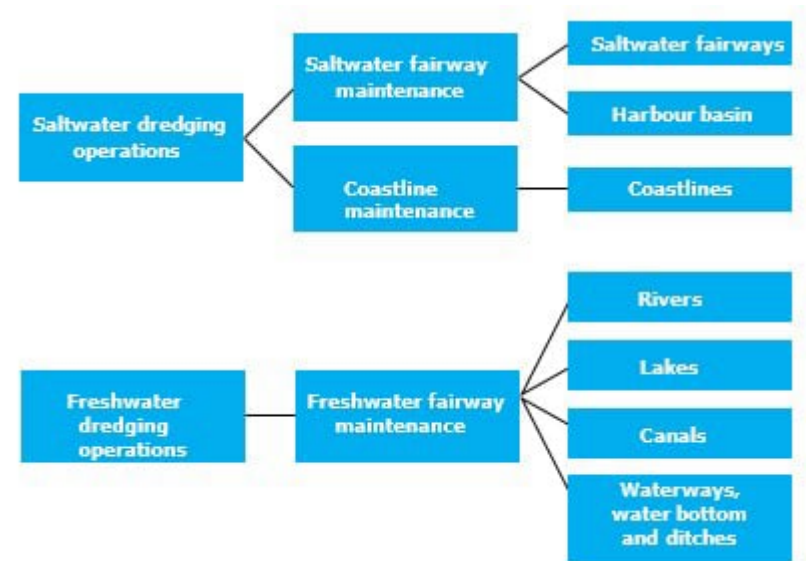 Saltwater dredging
operations
Saltwater fairway
maintenance
Coastline
maintenance
Saltwater fairways
Harbour basin
Coastlines
Freshwater
dredging
operations
Freshwater fairway
maintenance
Rivers
Lakes
Canals
Waterways,
water bottom
and ditches